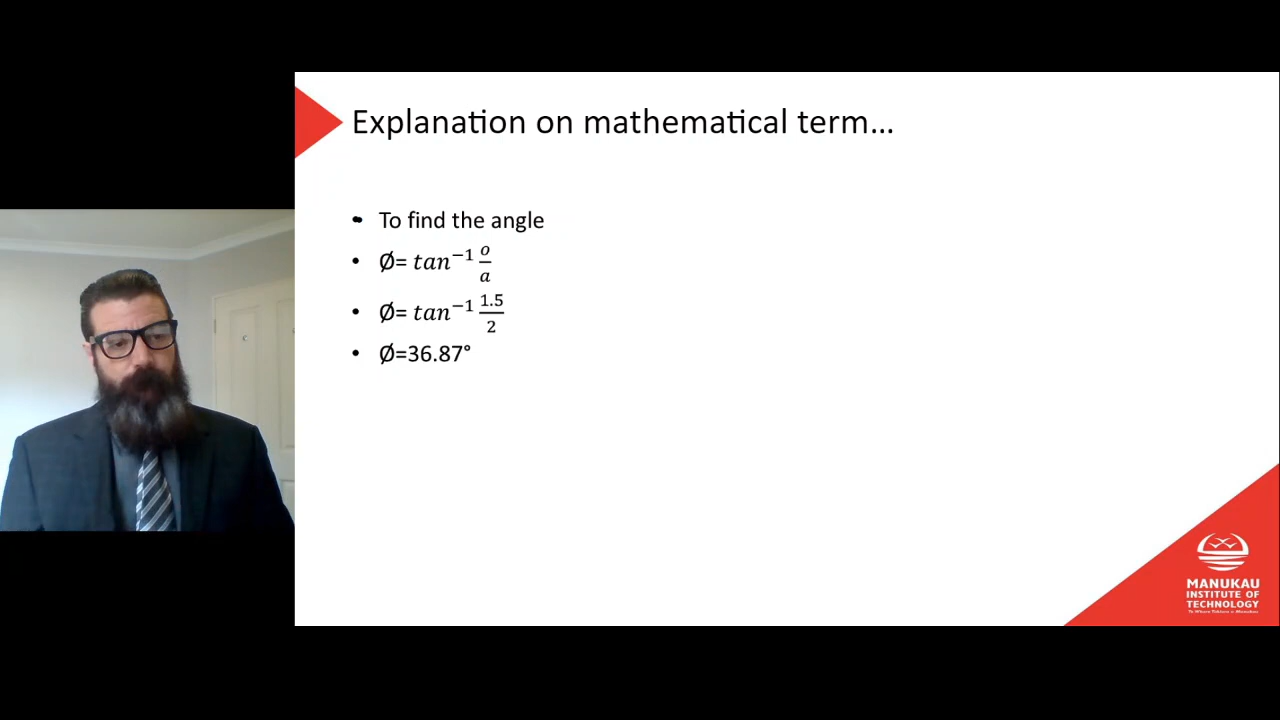 Explanation on mathematical term...
• To find the angle
• Ø= tan⁻¹ o/a
• Ø= tan⁻¹ 1.5/2
• Ø=36.87°
MANUKAU
INSTITUTE OF
TECHNOLOGY